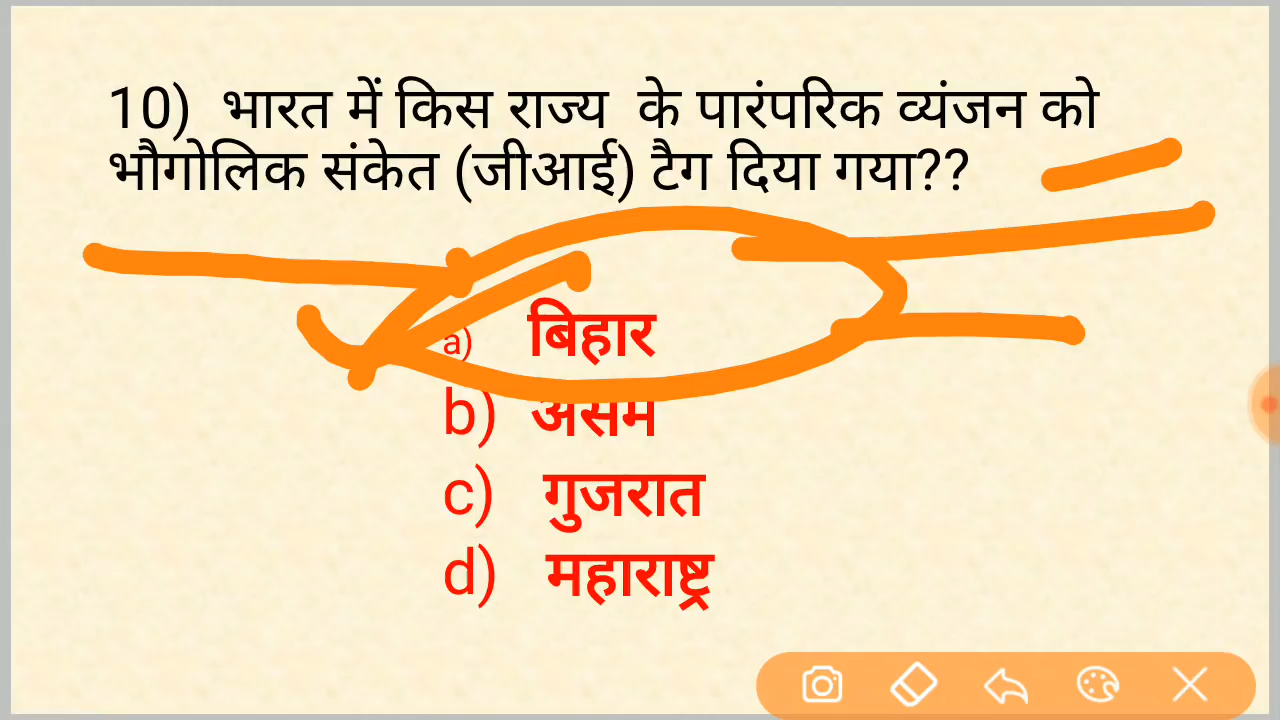 10) भारत में किस राज्य के पारंपरिक व्यंजन को
भौगोलिक संकेत (जीआई) टैग दिया गया??
a) बिहार
b) असम
c) गुजरात
d) महाराष्ट्र